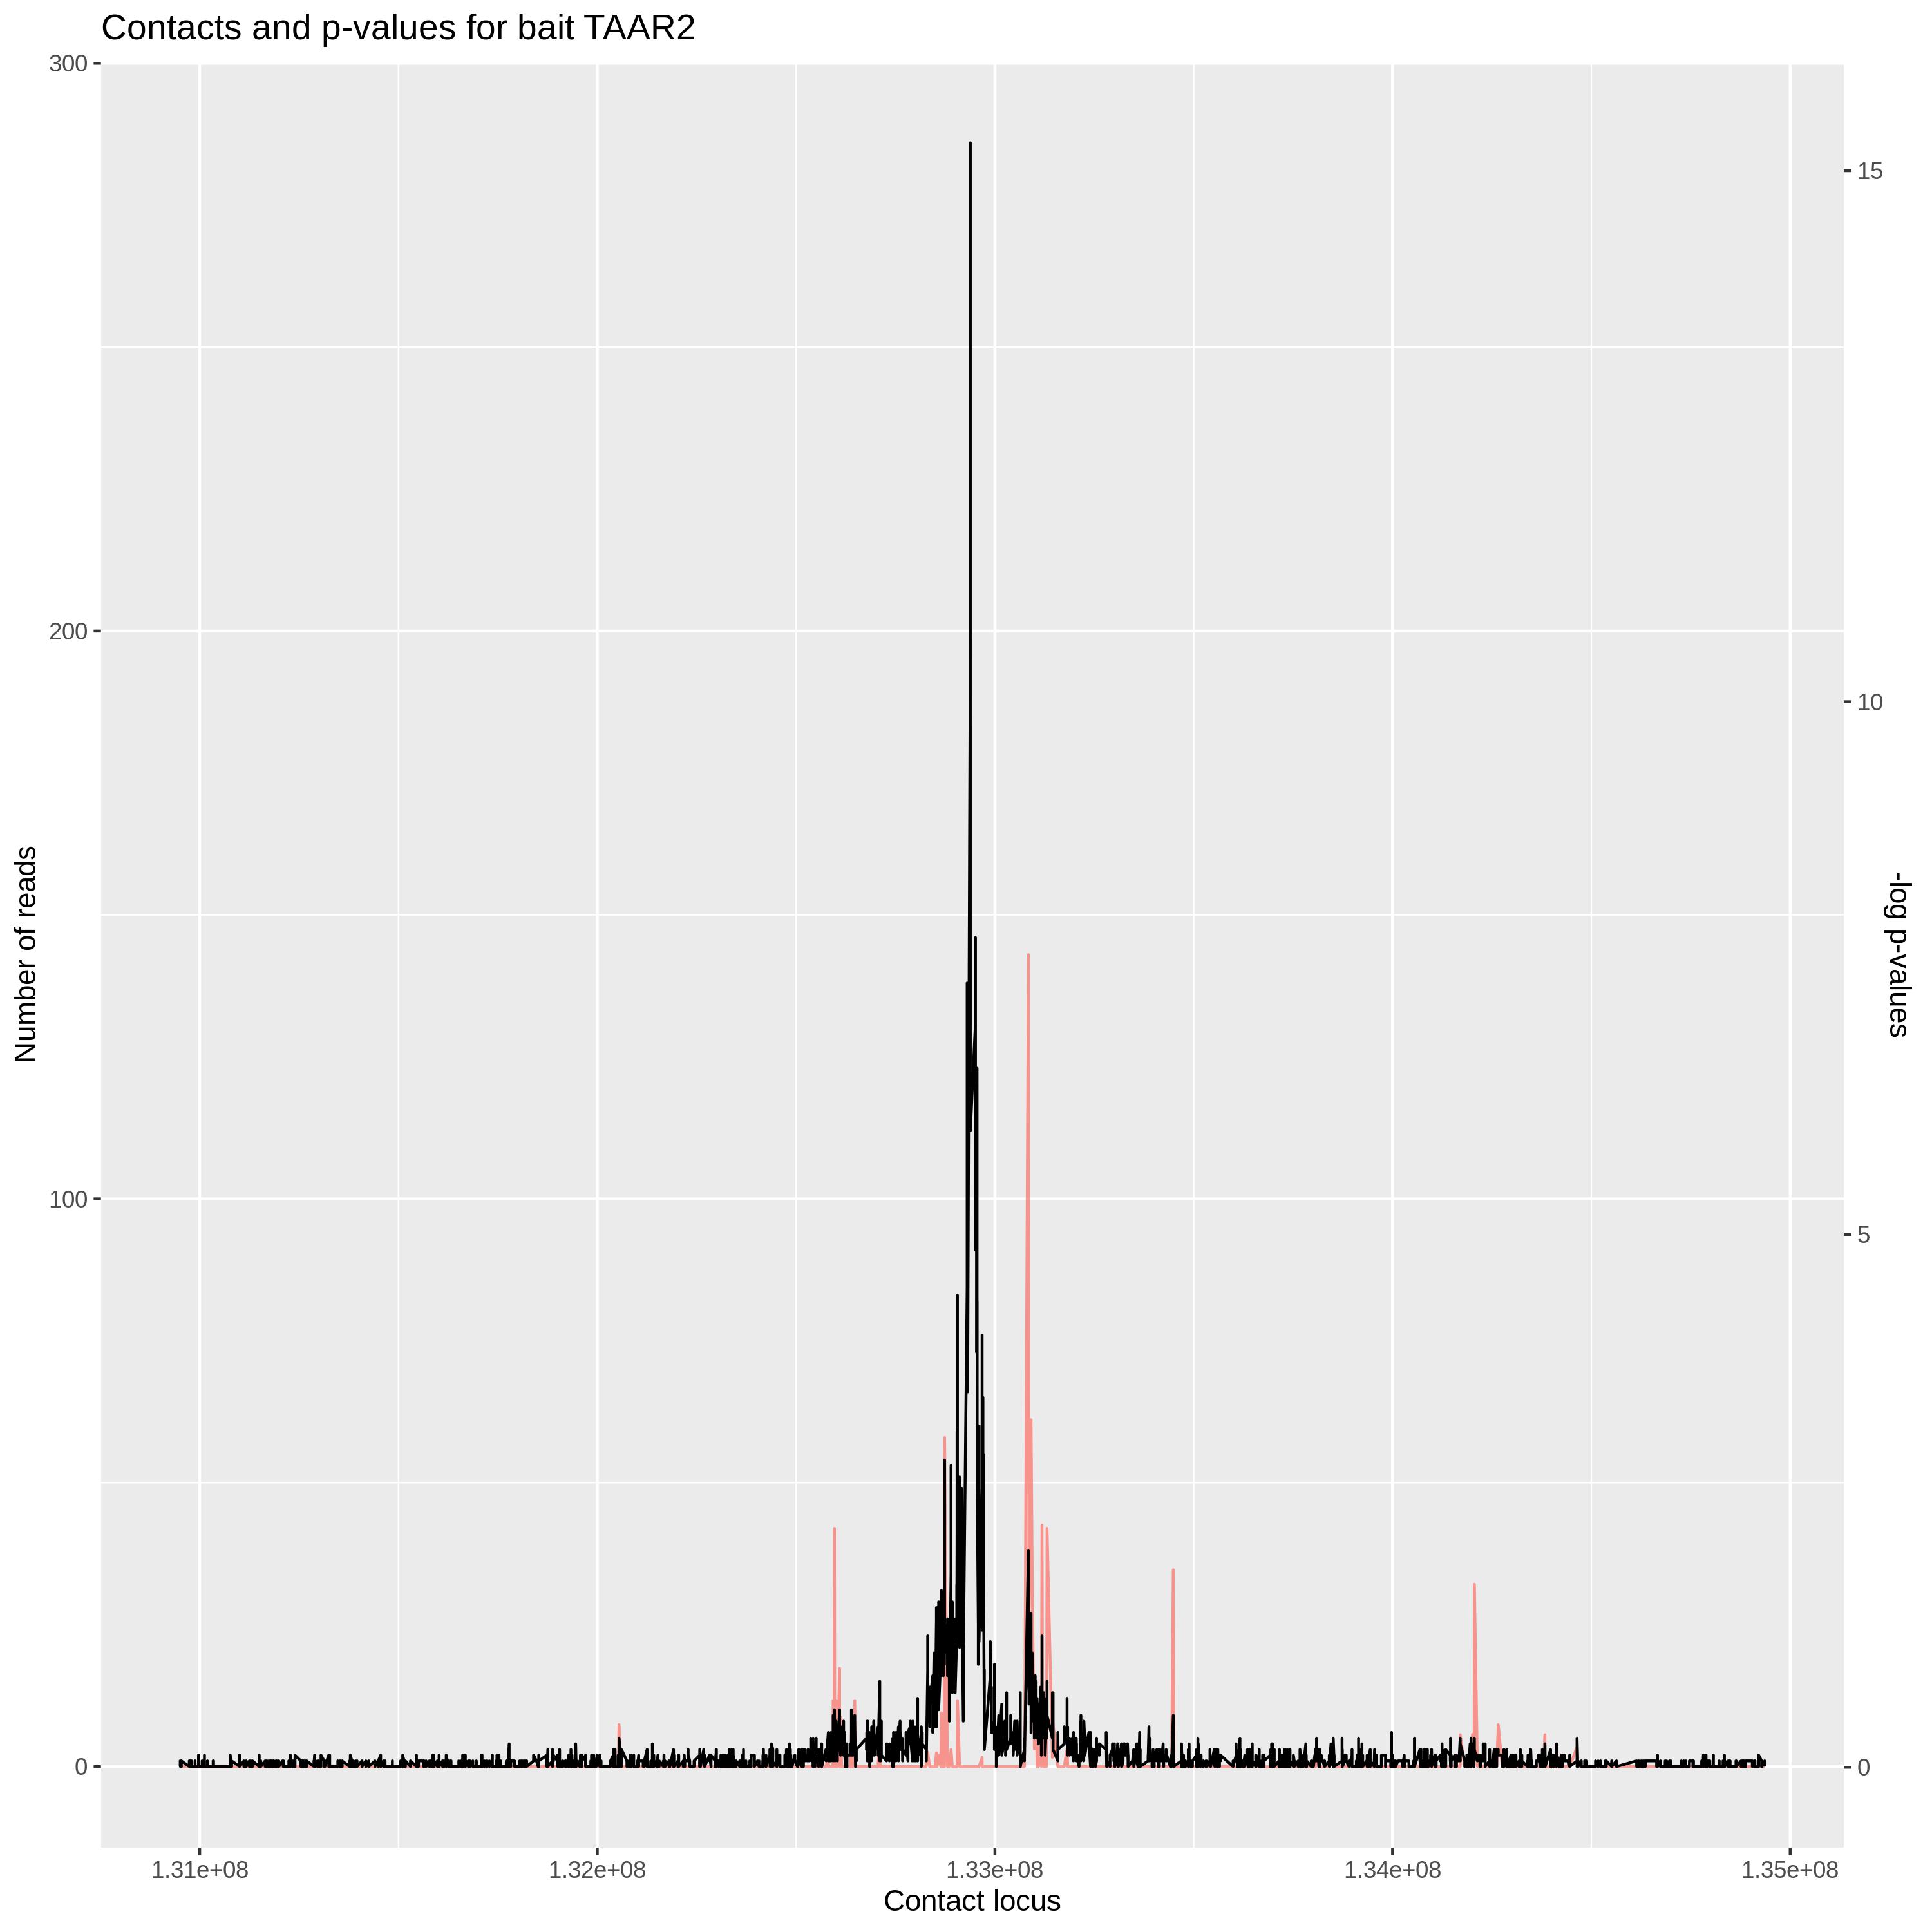 Contacts and p-values for bait TAAR2
300
200
100
0
Number of reads
15
10
5
0
-log p-values
1.31e+08
1.32e+08
1.33e+08
1.34e+08
1.35e+08
Contact locus